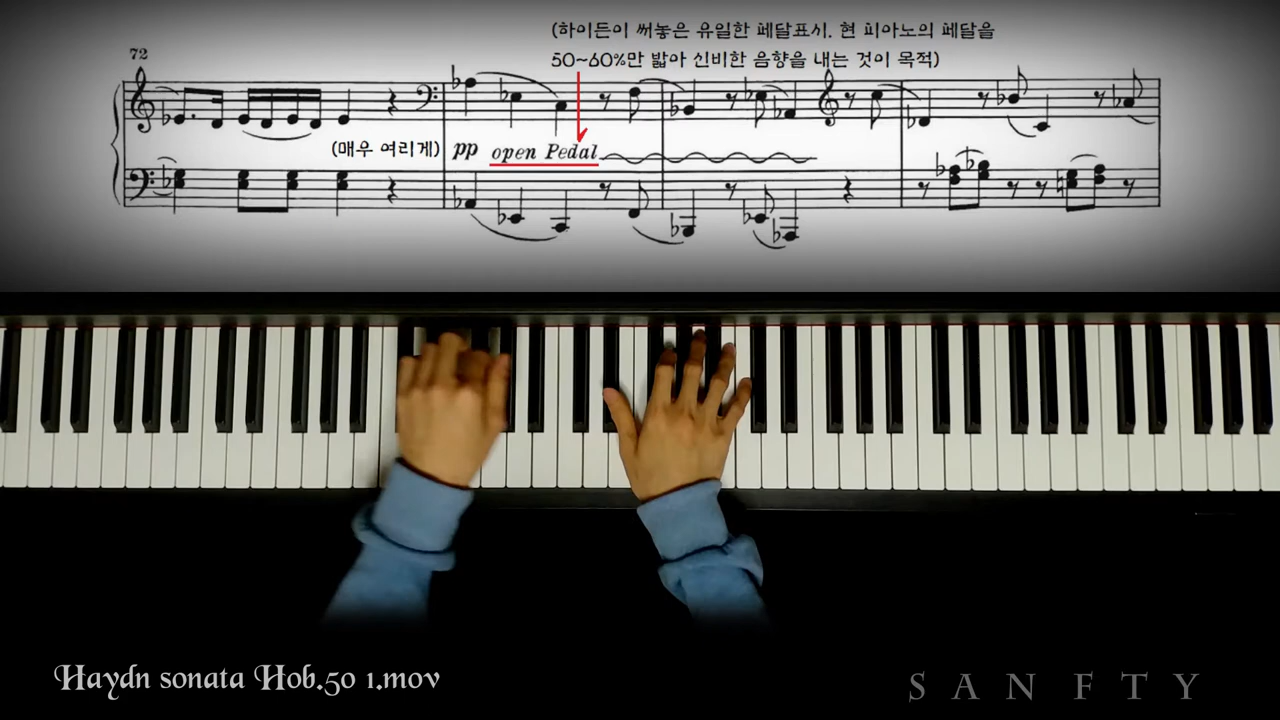 (하이든이 써놓은 유일한 페달표시. 현 피아노의 페달을
50~60%만 밟아 신비한 음향을 내는 것이 목적)
72
(매우 여리게) pp open Pedal
Haydn sonata Hob.50 1.mov
SANFTY